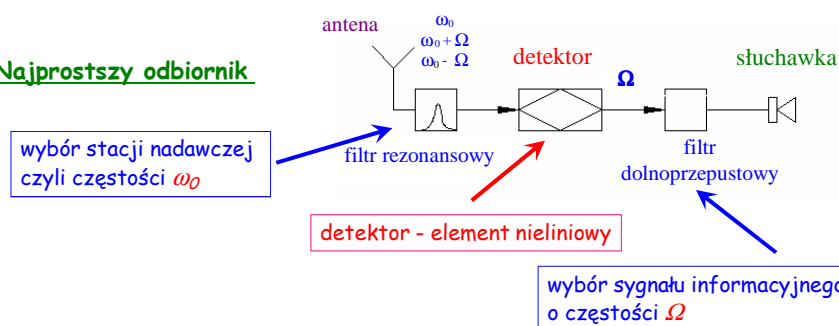 antena
ω₀
ω₀ + Ω
ω₀ - Ω
detektor
słuchawka
Najprostszy odbiornik
Ω
wybór stacji nadawczej
czyli częstości ω₀
filtr rezonansowy
filtr
dolnoprzepustowy
detektor - element nieliniowy
wybór sygnału informacyjnego
o częstości Ω